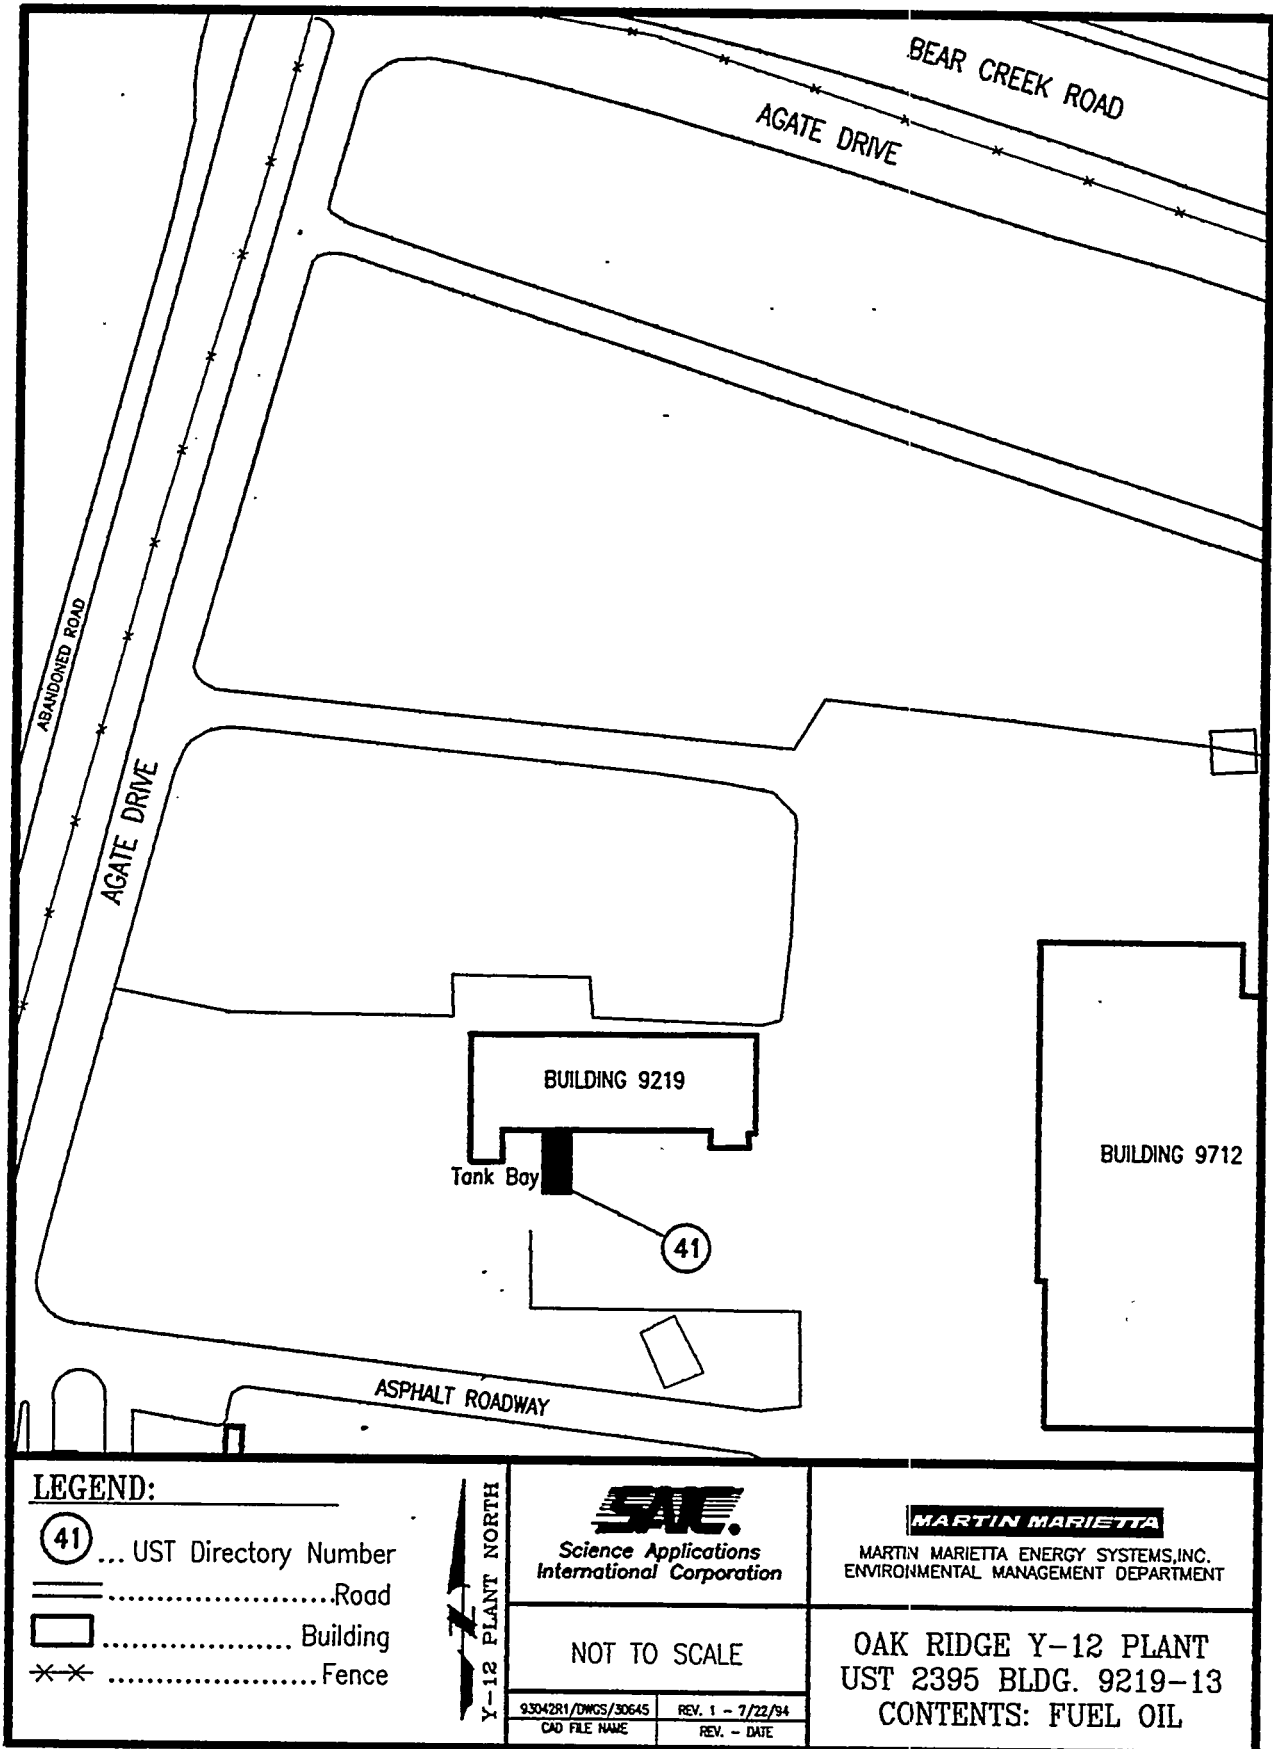 BEAR CREEK ROAD
AGATE DRIVE
ABANDONED ROAD
AGATE DRIVE
BUILDING 9219
BUILDING 9712
Tank Bay
41
ASPHALT ROADWAY
LEGEND:
41 ... UST Directory Number
Road
Building
Fence
Y-12 PLANT NORTH
SAIC.
Science Applications
International Corporation
NOT TO SCALE
93042R1/DWGS/30645
CAD FILE NAME
REV. 1 - 7/22/94
REV. - DATE
MARTIN MARIETTA
MARTIN MARIETTA ENERGY SYSTEMS,INC.
ENVIRONMENTAL MANAGEMENT DEPARTMENT
OAK RIDGE Y-12 PLANT
UST 2395 BLDG. 9219-13
CONTENTS: FUEL OIL